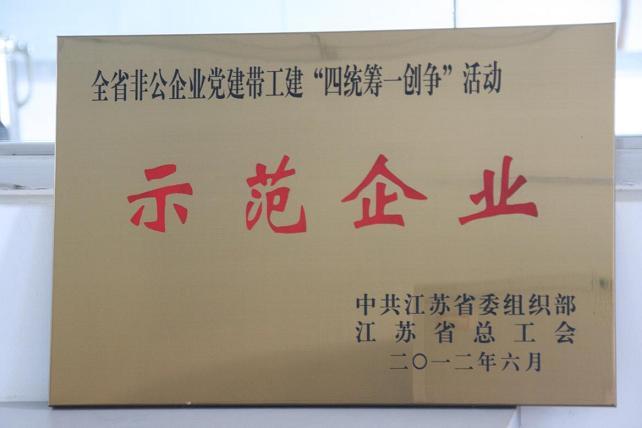 全省非公企业党建带工建“四统筹一创争”活动
示范企业
中共江苏省委组织部
江苏省总工会
二〇一二年六月